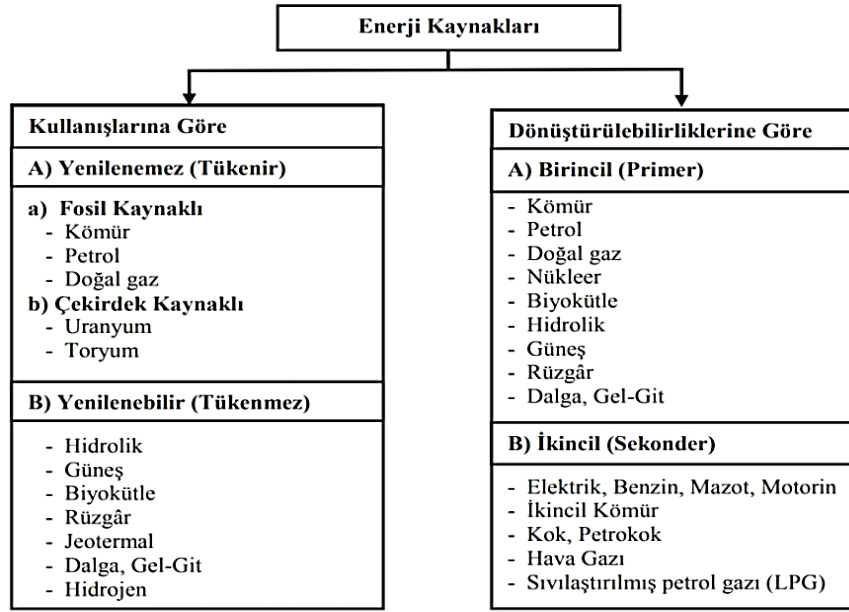 Enerji Kaynakları
Kullanışlarına Göre
A) Yenilenemez (Tükenir)
a) Fosil Kaynaklı
- Kömür
- Petrol
- Doğal gaz
b) Çekirdek Kaynaklı
- Uranyum
- Toryum
B) Yenilenebilir (Tükenmez)
- Hidrolik
- Güneş
- Biyokütle
- Rüzgâr
- Jeotermal
- Dalga, Gel-Git
- Hidrojen
Dönüştürülebilirliklerine Göre
A) Birincil (Primer)
- Kömür
- Petrol
- Doğal gaz
- Nükleer
- Biyokütle
- Hidrolik
- Güneş
- Rüzgâr
- Dalga, Gel-Git
B) İkincil (Sekonder)
- Elektrik, Benzin, Mazot, Motorin
- İkincil Kömür
- Kok, Petrokok
- Hava Gazı
- Sıvılaştırılmış petrol gazı (LPG)